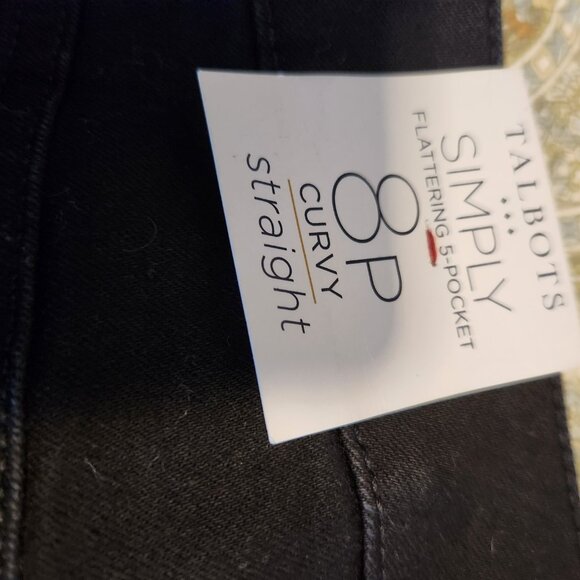 TALBOTS
SIMPLY
FLATTERING 5-POCKET
8P
CURVY
straight